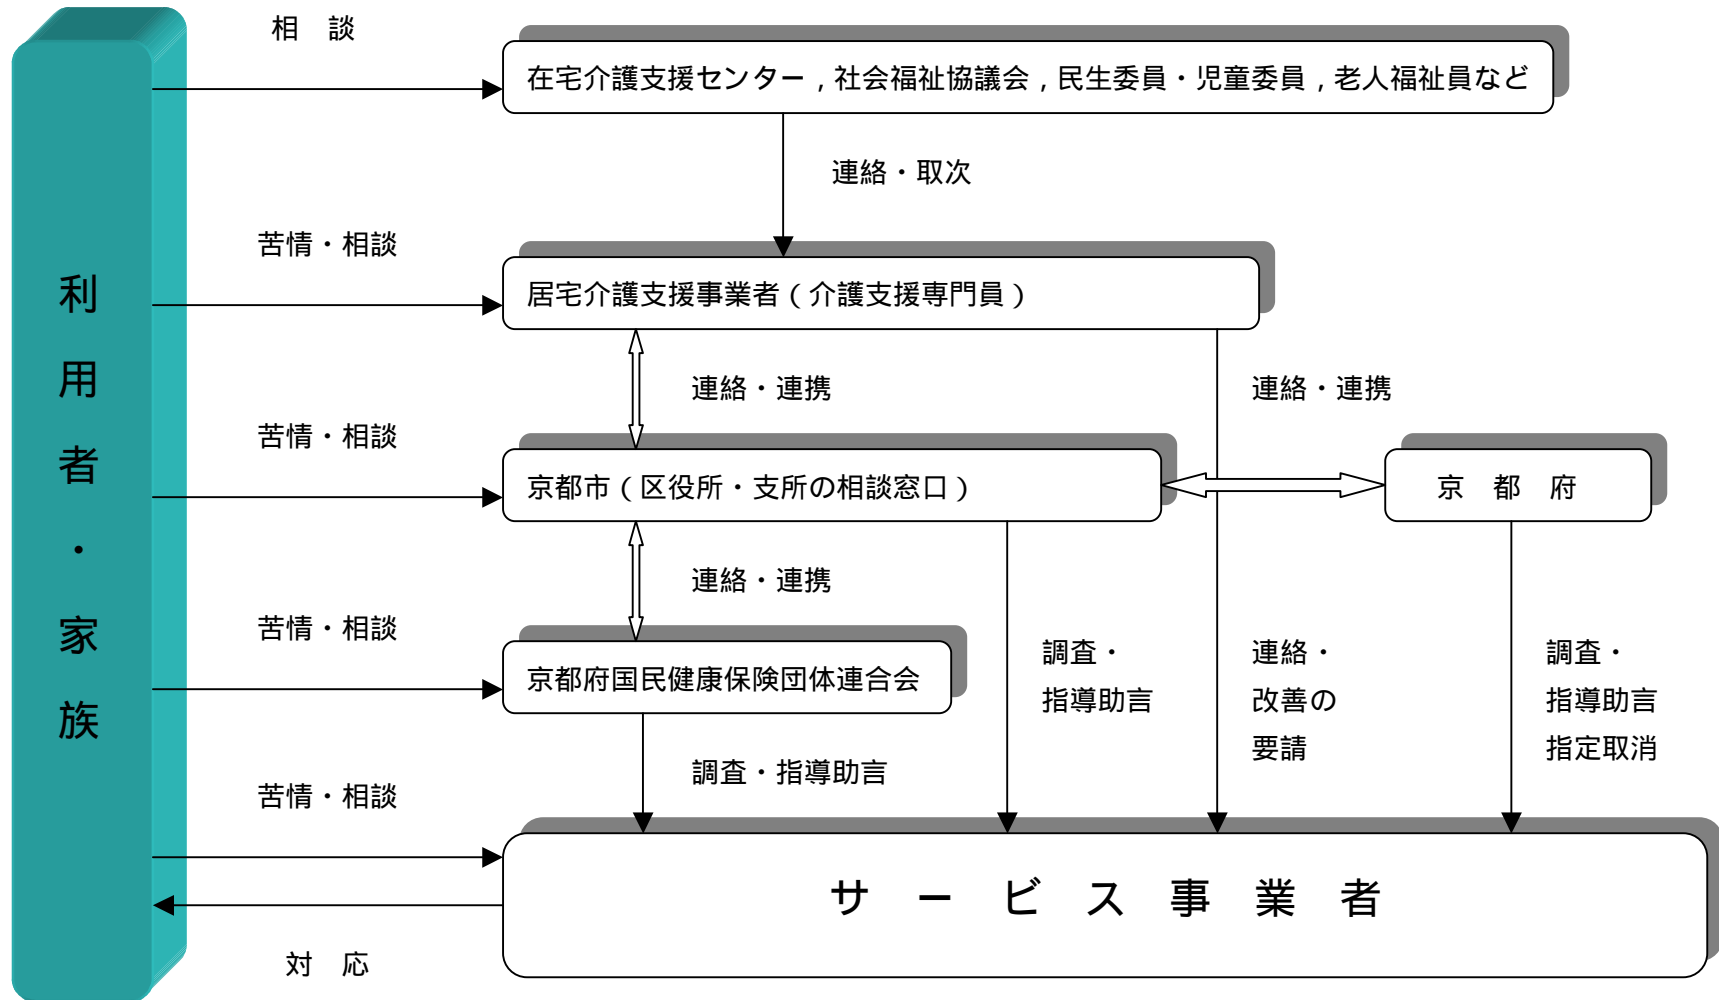 利用者・家族
相　談
在宅介護支援センター，社会福祉協議会，民生委員・児童委員，老人福祉員など
連絡・取次
苦情・相談
居宅介護支援事業者（介護支援専門員）
連絡・連携
連絡・連携
苦情・相談
京都市（区役所・支所の相談窓口）
京　都　府
連絡・連携
苦情・相談
京都府国民健康保険団体連合会
調査・
指導助言
連絡・
改善の
要請
調査・
指導助言
指定取消
調査・指導助言
苦情・相談
サービス事業者
対　応